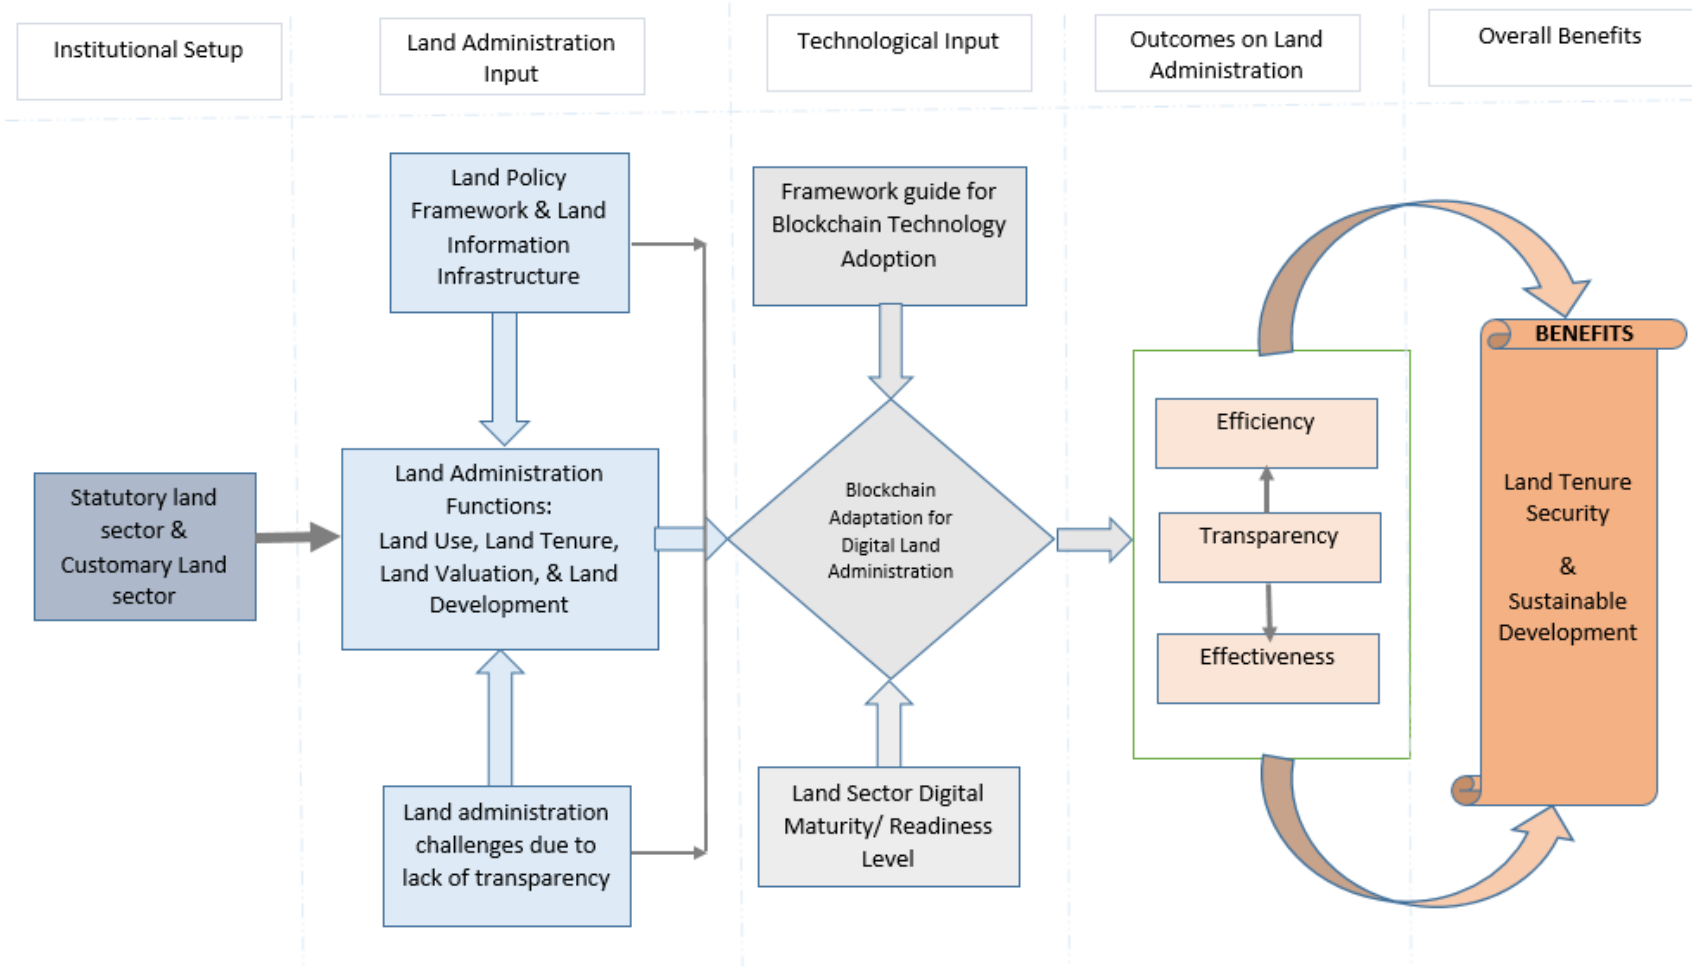 Institutional Setup
Land Administration
Input
Technological Input
Outcomes on Land
Administration
Overall Benefits
Statutory land
sector &
Customary Land
sector
Land Policy
Framework & Land
Information
Infrastructure
Land Administration
Functions:
Land Use, Land Tenure,
Land Valuation, & Land
Development
Land administration
challenges due to
lack of transparency
Framework guide for
Blockchain Technology
Adoption
Blockchain
Adaptation for
Digital Land
Administration
Land Sector Digital
Maturity/ Readiness
Level
Efficiency
Transparency
Effectiveness
BENEFITS
Land Tenure
Security
&
Sustainable
Development